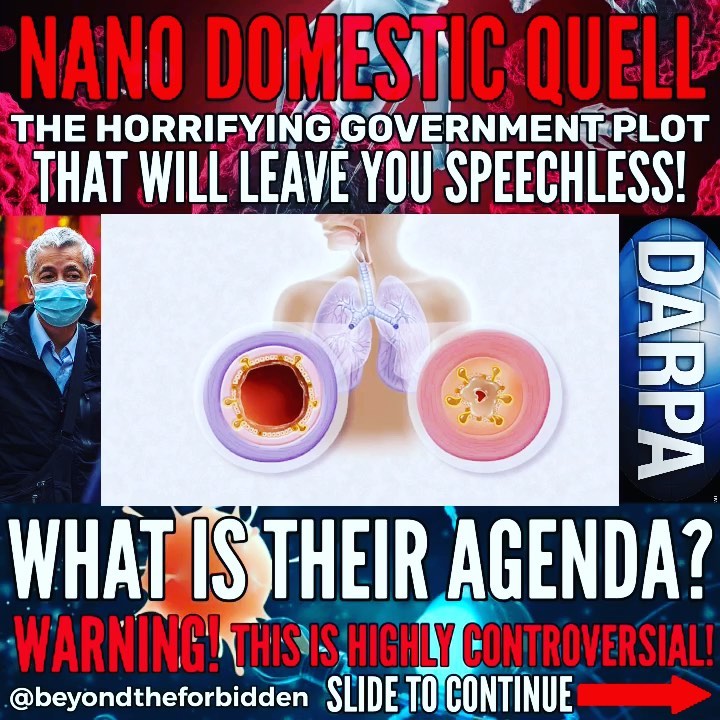 NANO DOMESTIC QUELL
THE HORRIFYING GOVERNMENT PLOT
THAT WILL LEAVE YOU SPEECHLESS!
DARPA
WHAT IS THEIR AGENDA?
WARNING! THIS IS HIGHLY CONTROVERSIAL!
@beyondtheforbidden SLIDE TO CONTINUE